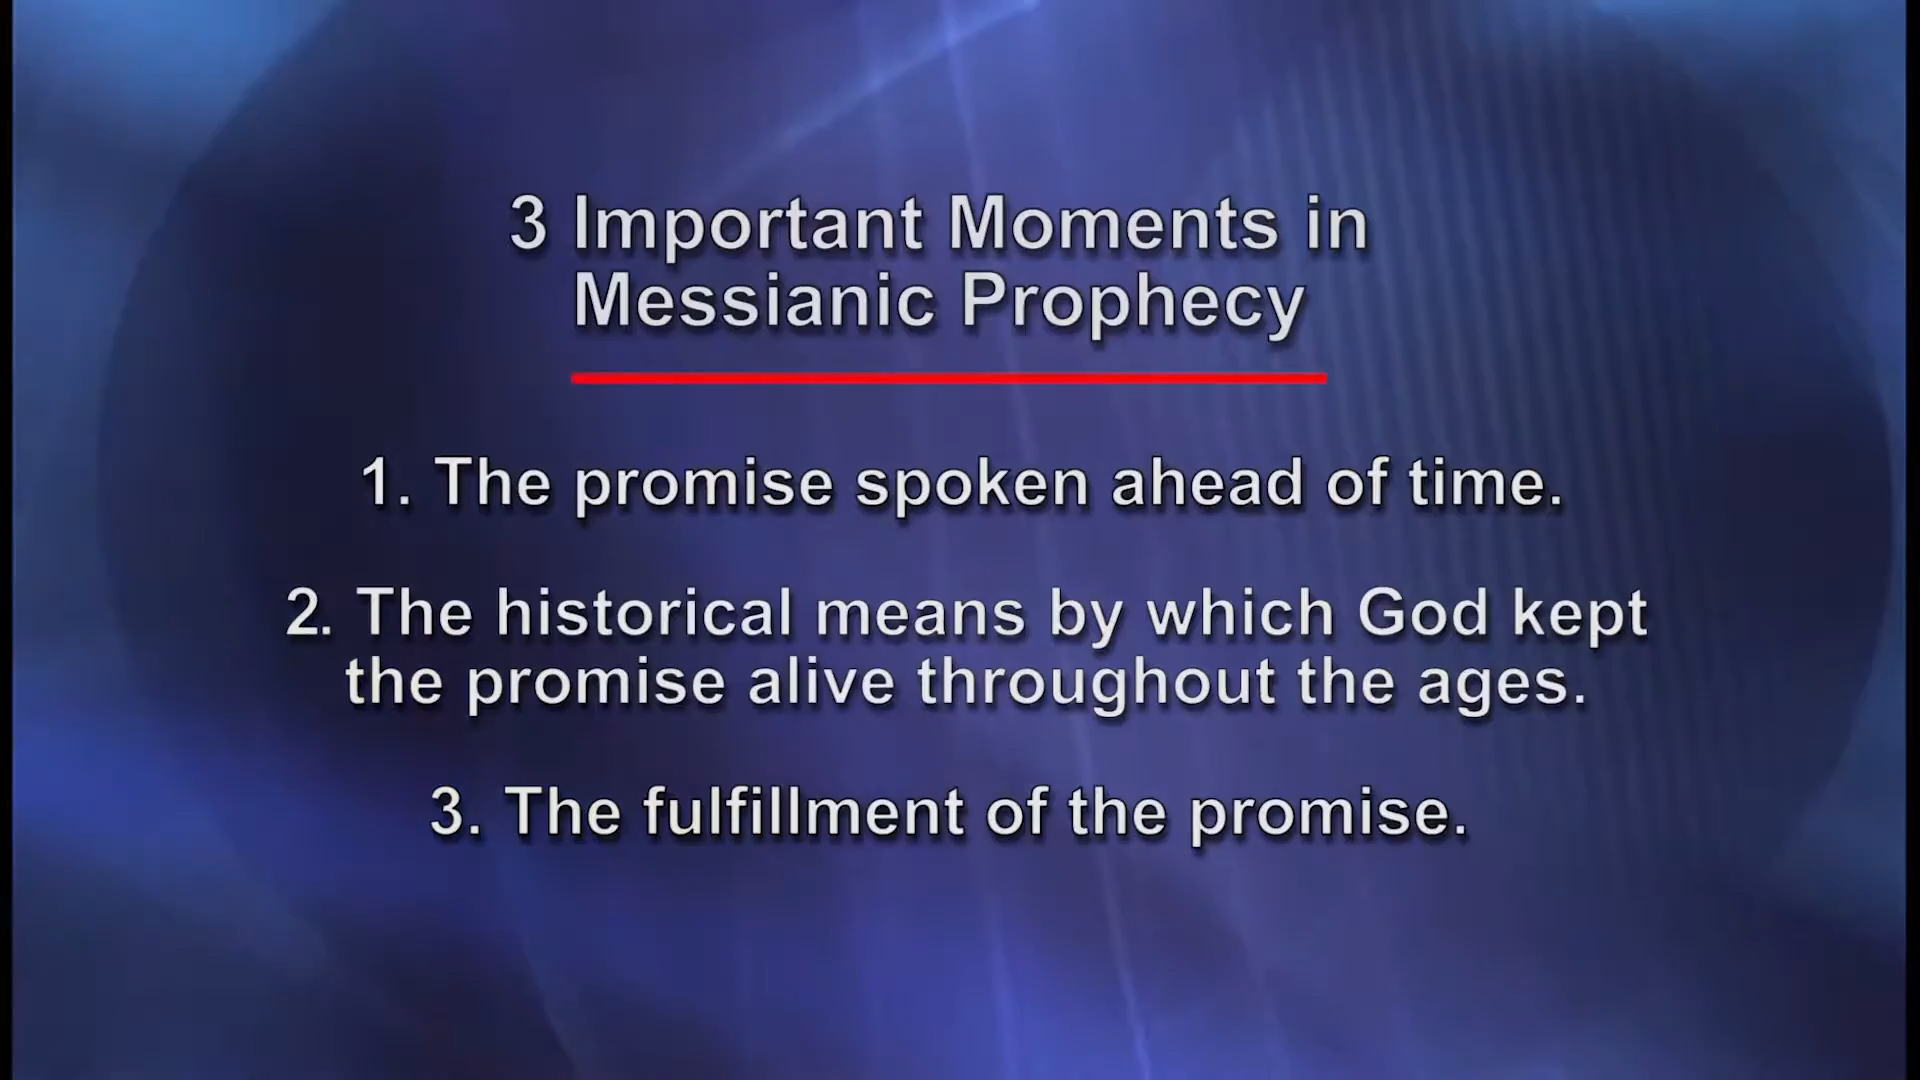 3 Important Moments in
Messianic Prophecy
1. The promise spoken ahead of time.
2. The historical means by which God kept
the promise alive throughout the ages.
3. The fulfillment of the promise.